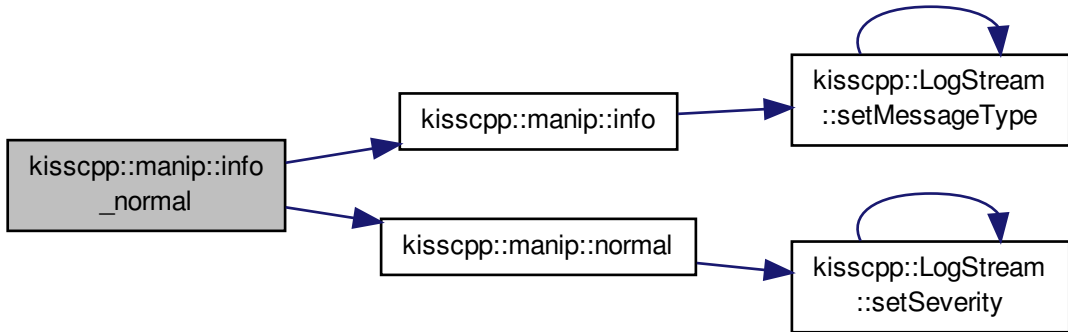 kisscpp::manip::info
_normal
kisscpp::manip::info
kisscpp::LogStream
::setMessageType
kisscpp::manip::normal
kisscpp::LogStream
::setSeverity